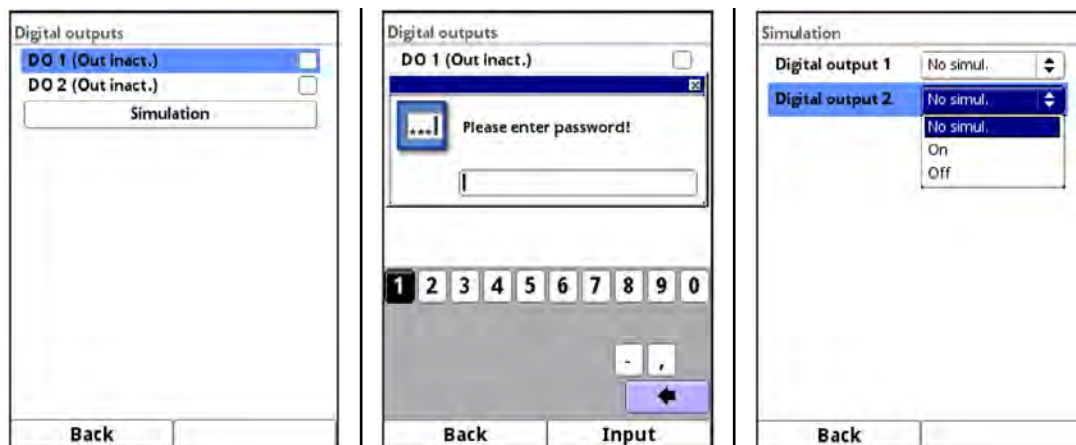 Digital outputs
DO 1 (Out inact.)
DO 2 (Out inact.)
Simulation
Back
Digital outputs
DO 1 (Out inact.)
...
Please enter password!
1 2 3 4 5 6 7 8 9 0
- ,
Back Input
Simulation
Digital output 1 No simul.
Digital output 2 No simul.
No simul.
On
Off
Back